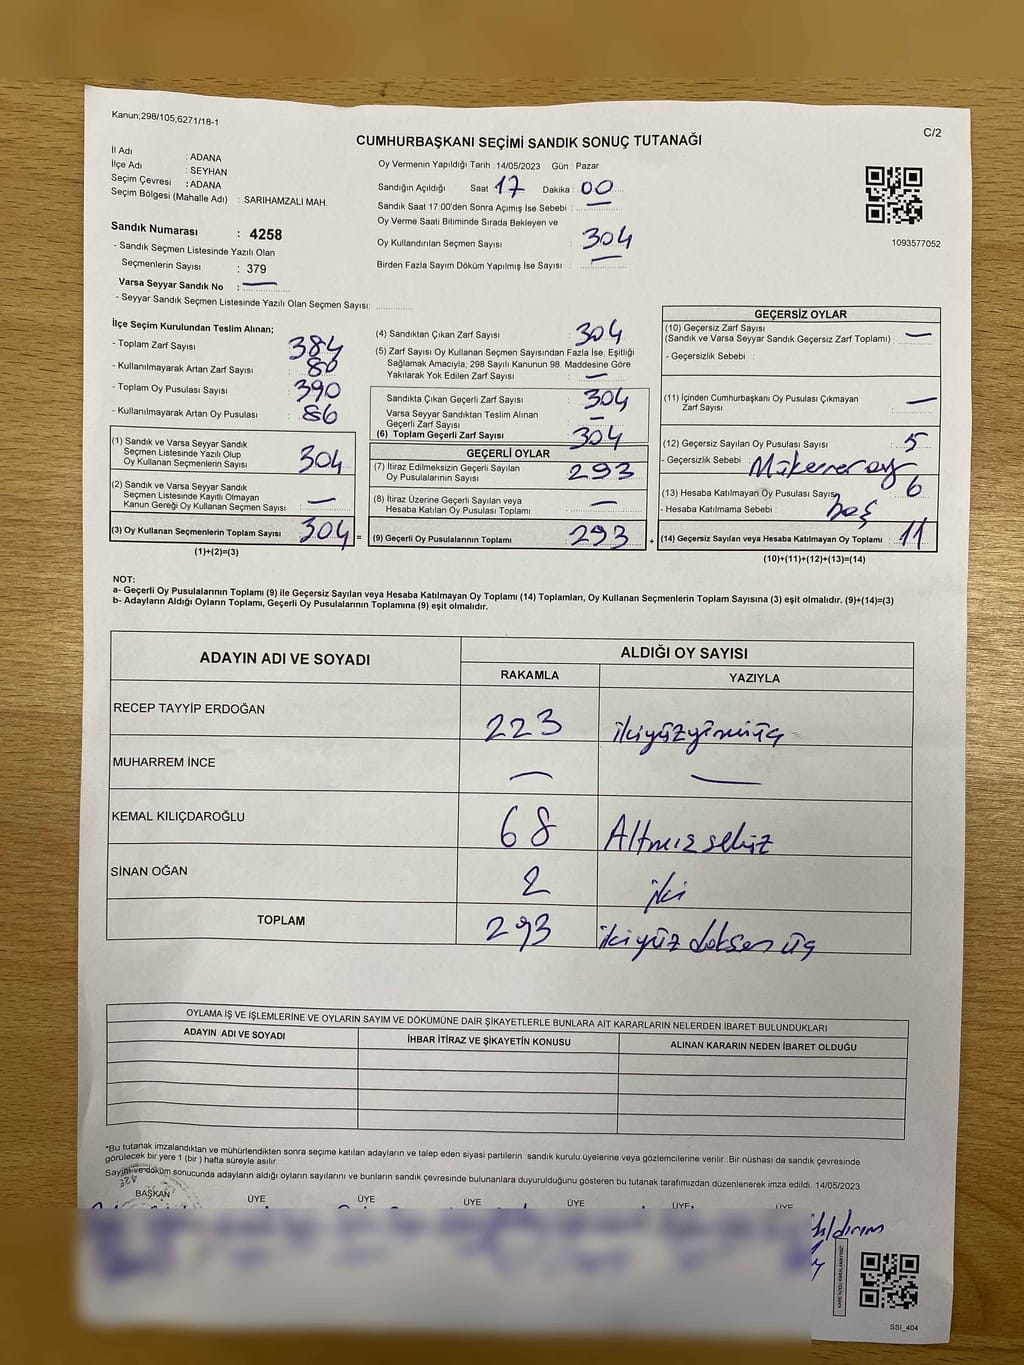 Kanun;298/105;6271/18-1
C/2
CUMHURBAŞKANI SEÇİMİ SANDIK SONUÇ TUTANAĞI
İl Adı : ADANA
İlçe Adı : SEYHAN
Seçim Çevresi : ADANA
Seçim Bölgesi (Mahalle Adı) : SARIHAMZALI MAH.
Sandık Numarası : 4258
- Sandık Seçmen Listesinde Yazılı Olan
Seçmenlerin Sayısı : 379
Varsa Seyyar Sandık No : —
- Seyyar Sandık Seçmen Listesinde Yazılı Olan Seçmen Sayısı:
Oy Vermenin Yapıldığı Tarih : 14/05/2023 Gün : Pazar
Sandığın Açıldığı Saat 17 Dakika : 00
Sandık Saat 17 00'den Sonra Açımış İse Sebebi : —
Oy Verme Saati Bitiminde Sırada Bekleyen ve
Oy Kullandırılan Seçmen Sayısı : 304
Birden Fazla Sayım Döküm Yapılmış İse Sayısı : —
1093577052
İlçe Seçim Kurulundan Teslim Alınan;
- Toplam Zarf Sayısı : 384
- Kullanılmayarak Artan Zarf Sayısı : 80
- Toplam Oy Pusulası Sayısı : 390
- Kullanılmayarak Artan Oy Pusulası : 86
(1) Sandık ve Varsa Seyyar Sandık
Seçmen Listesinde Yazılı Olup
Oy Kullanan Seçmenlerin Sayısı : 304
(2) Sandık ve Varsa Seyyar Sandık
Seçmen Listesinde Kayıtlı Olmayan
Kanun Gereği Oy Kullanan Seçmen Sayısı : —
(3) Oy Kullanan Seçmenlerin Toplam Sayısı : 304 =
(1)+(2)=(3)
(4) Sandıktan Çıkan Zarf Sayısı : 304
(5) Zarf Sayısı Oy Kullanan Seçmen Sayısından Fazla İse, Eşitliği
Sağlamak Amacıyla, 298 Sayılı Kanunun 98. Maddesine Göre
Yakılarak Yok Edilen Zarf Sayısı : —
Sandıkta Çıkan Geçerli Zarf Sayısı : 304
Varsa Seyyar Sandıktan Teslim Alınan
Geçerli Zarf Sayısı : —
(6) Toplam Geçerli Zarf Sayısı : 304
GEÇERLİ OYLAR
(7) İtiraz Edilmeksizin Geçerli Sayılan
Oy Pusulalarının Sayısı : 293
(8) İtiraz Üzerine Geçerli Sayılan veya
Hesaba Katılan Oy Pusulası Toplamı : —
(9) Geçerli Oy Pusulalarının Toplamı : 293 +
GEÇERSİZ OYLAR
(10) Geçersiz Zarf Sayısı
(Sandık ve Varsa Seyyar Sandık Geçersiz Zarf Toplamı) : —
- Geçersizlik Sebebi :
(11) İçinden Cumhurbaşkanı Oy Pusulası Çıkmayan
Zarf Sayısı : —
(12) Geçersiz Sayılan Oy Pusulası Sayısı : 5
- Geçersizlik Sebebi : Mükerrer oy
(13) Hesaba Katılmayan Oy Pusulası Sayısı 6
- Hesaba Katılmama Sebebi : boş
(14) Geçersiz Sayılan veya Hesaba Katılmayan Oy Toplamı : 11
(10)+(11)+(12)+(13)=(14)
NOT:
a- Geçerli Oy Pusulalarının Toplamı (9) ile Geçersiz Sayılan veya Hesaba Katılmayan Oy Toplamı (14) Toplamları, Oy Kullanan Seçmenlerin Toplam Sayısına (3) eşit olmalıdır. (9)+(14)=(3)
b- Adayların Aldığı Oyların Toplamı, Geçerli Oy Pusulalarının Toplamına (9) eşit olmalıdır.
ADAYIN ADI VE SOYADI
ALDIĞI OY SAYISI
RAKAMLA YAZIYLA
RECEP TAYYİP ERDOĞAN 223 ikiyüzyirmiüç
MUHARREM İNCE — —
KEMAL KILIÇDAROĞLU 68 Altmışsekiz
SİNAN OĞAN 2 iki
TOPLAM 293 ikiyüz doksan üç
OYLAMA İŞ VE İŞLEMLERİNE VE OYLARIN SAYIM VE DÖKÜMÜNE DAİR ŞİKAYETLERLE BUNLARA AİT KARARLARIN NELERDEN İBARET BULUNDUKLARI
ADAYIN ADI VE SOYADI İHBAR İTİRAZ VE ŞİKAYETİN KONUSU ALINAN KARARIN NEDEN İBARET OLDUĞU
*Bu tutanak imzalandıktan ve mühürlendikten sonra seçime katılan adayların ve talep eden siyasi partilerin sandık kurulu üyelerine veya gözlemcilerine verilir. Bir nüshası da sandık çevresinde
görülecek bir yere 1 (bir ) hafta süreyle asılır.
Sayım ve döküm sonucunda adayların aldığı oyların sayılarını ve bunların sandık çevresinde bulunanlara duyurulduğunu gösteren bu tutanak tarafımızdan düzenlenerek imza edildi. 14/05/2023
BAŞKAN ÜYE ÜYE ÜYE ÜYE ÜYE ÜYE
SSİ_404